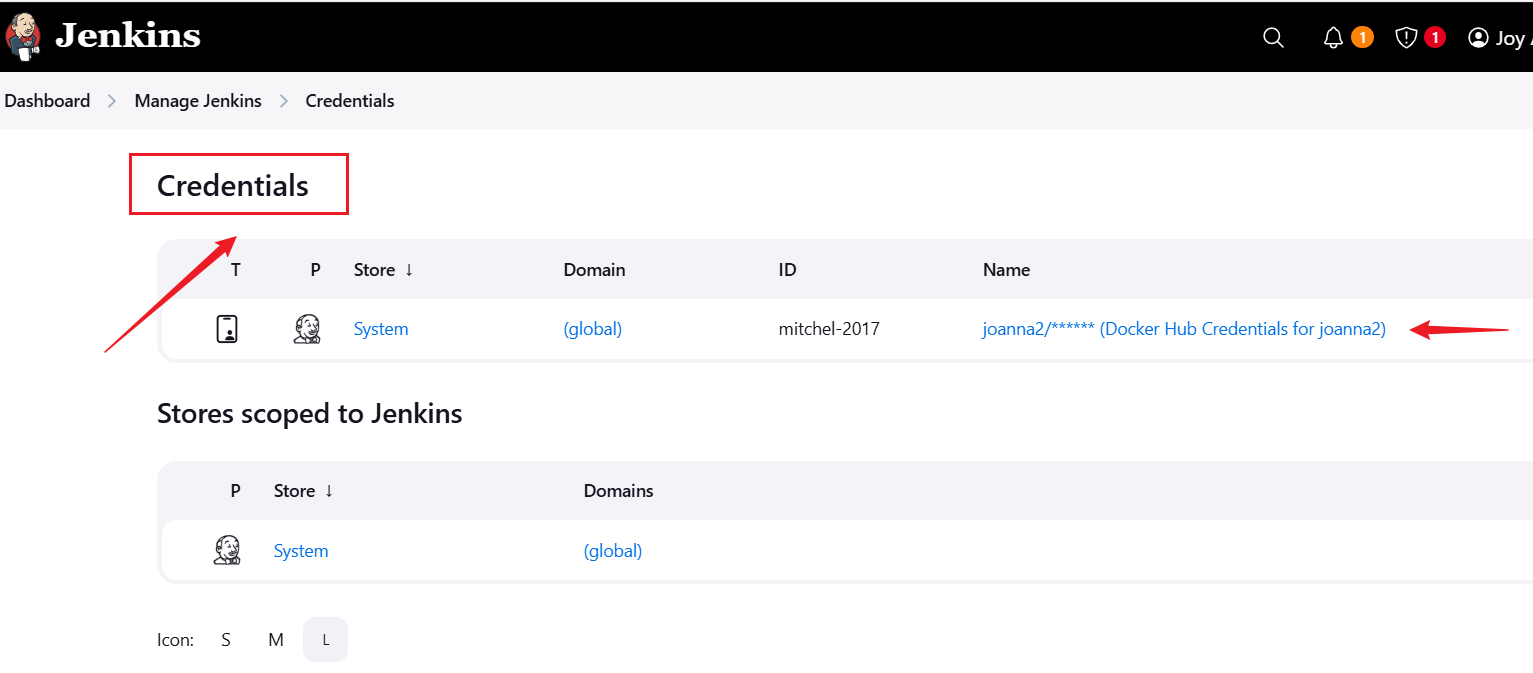 Jenkins
1
1
Joy
Dashboard > Manage Jenkins > Credentials
Credentials
T P Store ↓ Domain ID Name
System (global) mitchel-2017 joanna2/****** (Docker Hub Credentials for joanna2)
Stores scoped to Jenkins
P Store ↓ Domains
System (global)
Icon: S M L